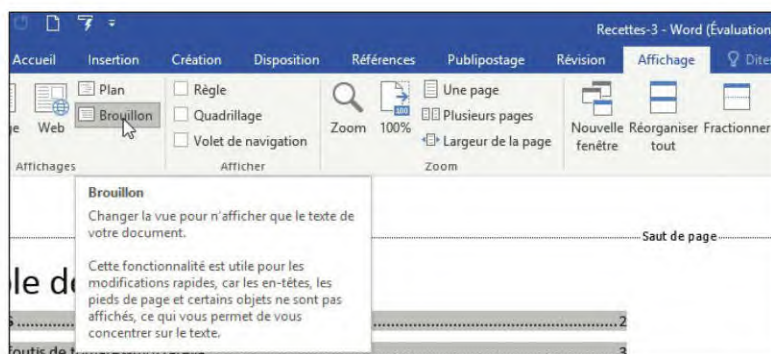 Recettes-3 - Word (Évaluation
Accueil Insertion Création Disposition Références Publipostage Révision Affichage Dites
Plan
Brouillon
Web
Affichages
Règle
Quadrillage
Volet de navigation
Afficher
Zoom
100
100%
Une page
Plusieurs pages
Largeur de la page
Zoom
Nouvelle fenêtre
Réorganiser tout
Fractionner
Brouillon
Changer la vue pour n'afficher que le texte de
votre document.
Cette fonctionnalité est utile pour les
modifications rapides, car les en-têtes, les
pieds de page et certains objets ne sont pas
affichés, ce qui vous permet de vous
concentrer sur le texte.
Saut de page
le de
2
3